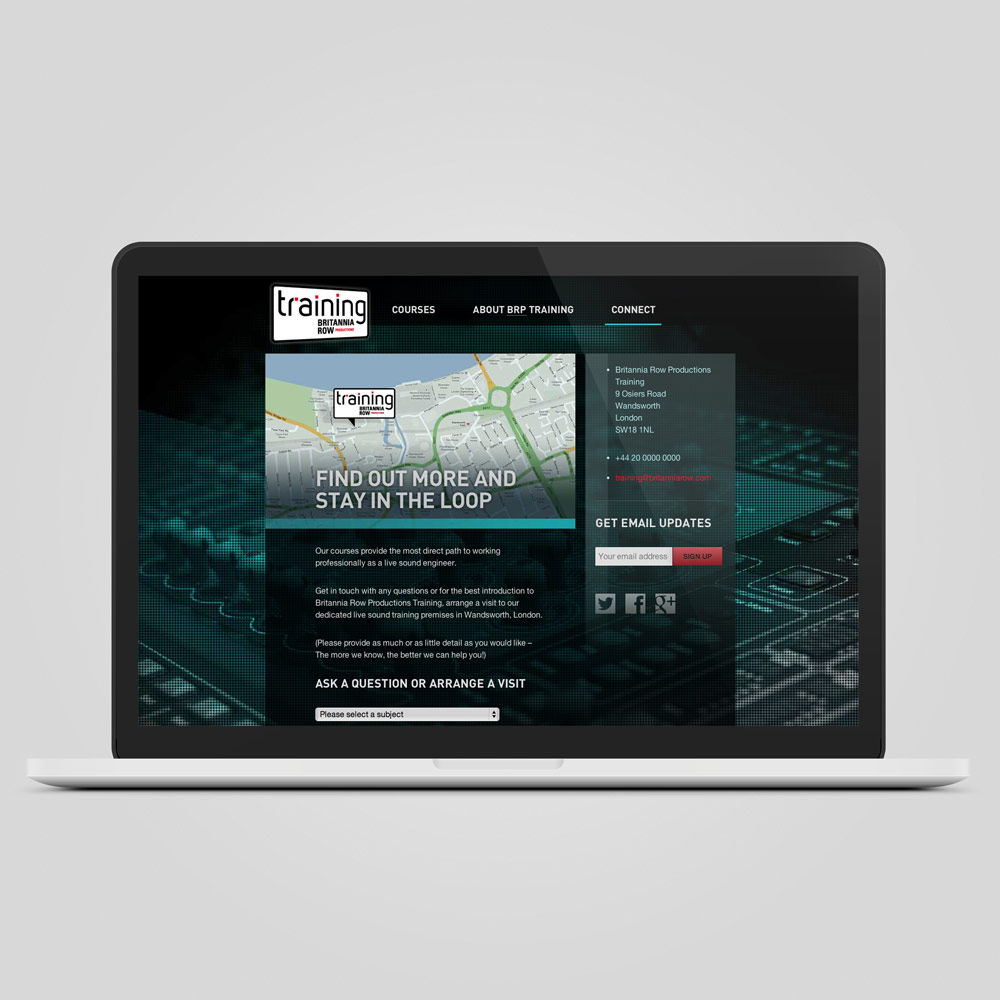 training
BRITANNIA
ROW PRODUCTIONS
COURSES
ABOUT BRP TRAINING
CONNECT
training
BRITANNIA
ROW PRODUCTIONS
FIND OUT MORE AND
STAY IN THE LOOP
Our courses provide the most direct path to working
professionally as a live sound engineer.
Get in touch with any questions or for the best introduction to
Britannia Row Productions Training, arrange a visit to our
dedicated live sound training premises in Wandsworth, London.
(Please provide as much or as little detail as you would like –
The more we know, the better we can help you!)
ASK A QUESTION OR ARRANGE A VISIT
Please select a subject
Britannia Row Productions
Training
9 Osiers Road
Wandsworth
London
SW18 1NL
+44 20 0000 0000
training@britanniarow.com
GET EMAIL UPDATES
Your email address
SIGN UP